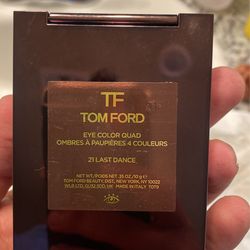 TF
TOM FORD
EYE COLOR QUAD
OMBRES À PAUPIÈRES 4 COULEURS
21 LAST DANCE
NET WT./POIDS NET .35 OZ/10 g℮
TOM FORD BEAUTY, DIST. NEW YORK, NY 10022
MADE IN ITALY